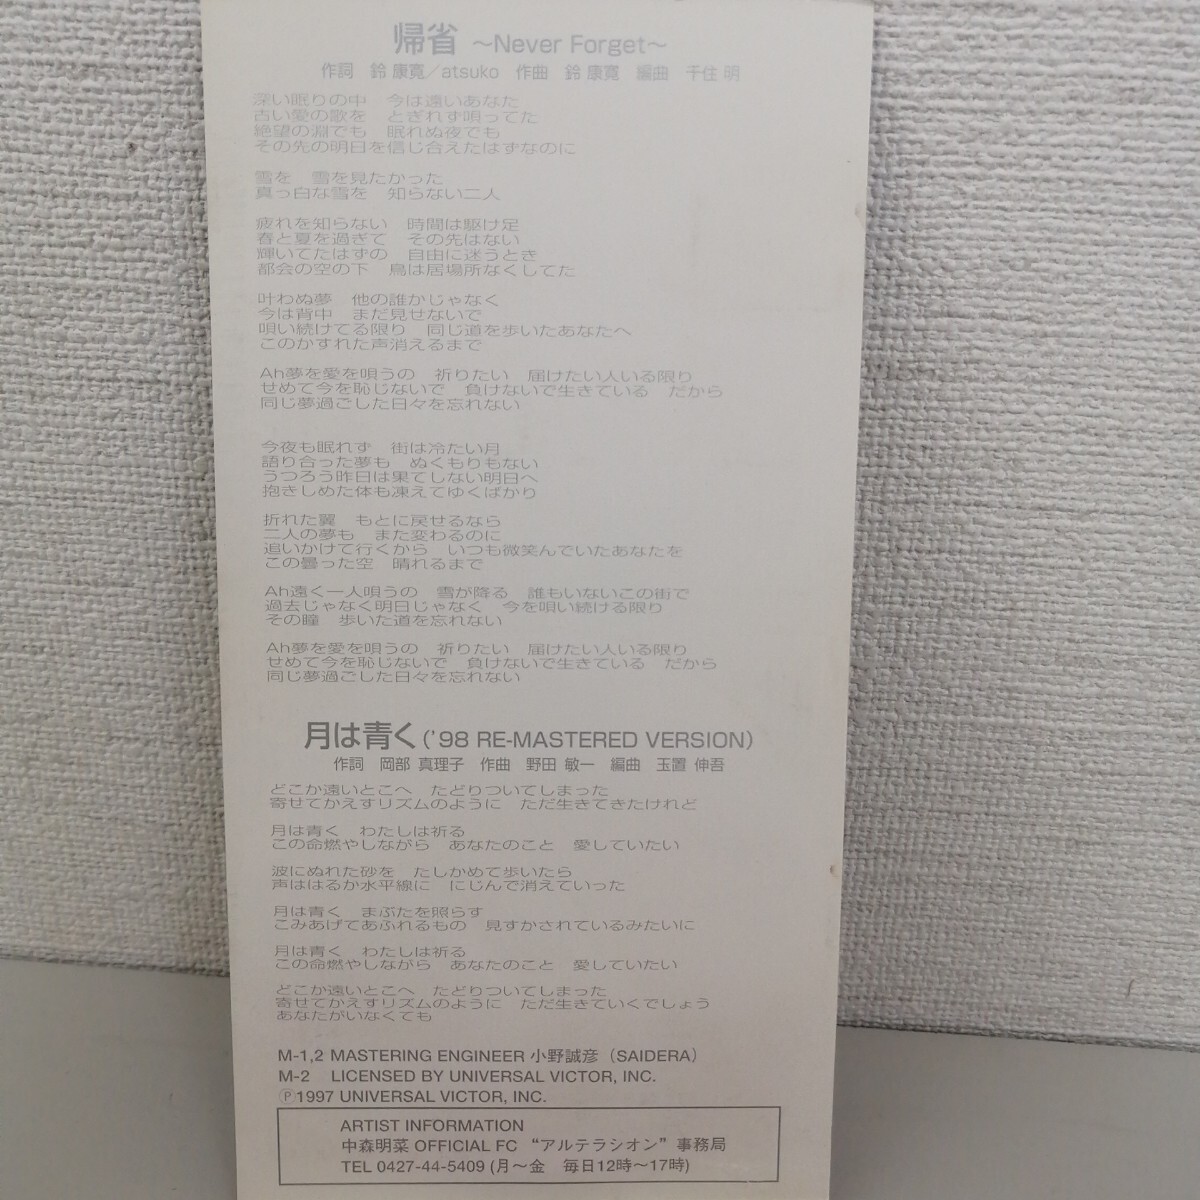 帰省 ～Never Forget～
作詞 鈴 康寛／atsuko 作曲 鈴 康寛 編曲 千住 明
深い眠りの中 今は遠いあなた
古い愛の歌を とぎれず唄ってた
絶望の淵でも 眠れぬ夜でも
その先の明日を信じ合えたはずなのに
雪を 雪を見たかった
真っ白な雪を 知らない二人
疲れを知らない 時間は駆け足
春と夏を過ぎて その先はない
輝いてたはずの 自由に迷うとき
都会の空の下 鳥は居場所なくしてた
叶わぬ夢 他の誰かじゃなく
今は背中 まだ見せないで
唄い続けてる限り 同じ道を歩いたあなたへ
このかすれた声消えるまで
Ah夢を愛を唄うの 祈りたい 届けたい人いる限り
せめて今を恥じないで 負けないで生きている だから
同じ夢過ごした日々を忘れない
今夜も眠れず 街は冷たい月
語り合った夢も ぬくもりもない
うつろう昨日は果てしない明日へ
抱きしめた体も凍えてゆくばかり
折れた翼 もとに戻せるなら
二人の夢も また変わるのに
追いかけて行くから いつも微笑んでいたあなたを
この曇った空 晴れるまで
Ah遠く一人唄うの 雪が降る 誰もいないこの街で
過去じゃなく明日じゃなく 今を唄い続ける限り
その瞳 歩いた道を忘れない
Ah夢を愛を唄うの 祈りたい 届けたい人いる限り
せめて今を恥じないで 負けないで生きている だから
同じ夢過ごした日々を忘れない
月は青く('98 RE-MASTERED VERSION)
作詞 岡部 真理子 作曲 野田 敏一 編曲 玉置 伸吾
どこか遠いとこへ たどりついてしまった
寄せてかえすリズムのように ただ生きてきたけれど
月は青く わたしは祈る
この命燃やしながら あなたのこと 愛していたい
波にぬれた砂を たしかめて歩いたら
声ははるか水平線に にじんで消えていった
月は青く まぶたを照らす
こみあげてあふれるもの 見すかされているみたいに
月は青く わたしは祈る
この命燃やしながら あなたのこと 愛していたい
どこか遠いとこへ たどりついてしまった
寄せてかえすリズムのように ただ生きていくでしょう
あなたがいなくても
M-1,2 MASTERING ENGINEER 小野誠彦（SAIDERA）
M-2 LICENSED BY UNIVERSAL VICTOR, INC.
Ⓟ1997 UNIVERSAL VICTOR, INC.
ARTIST INFORMATION
中森明菜 OFFICIAL FC “アルテラシオン” 事務局
TEL 0427-44-5409 (月～金 毎日12時～17時)